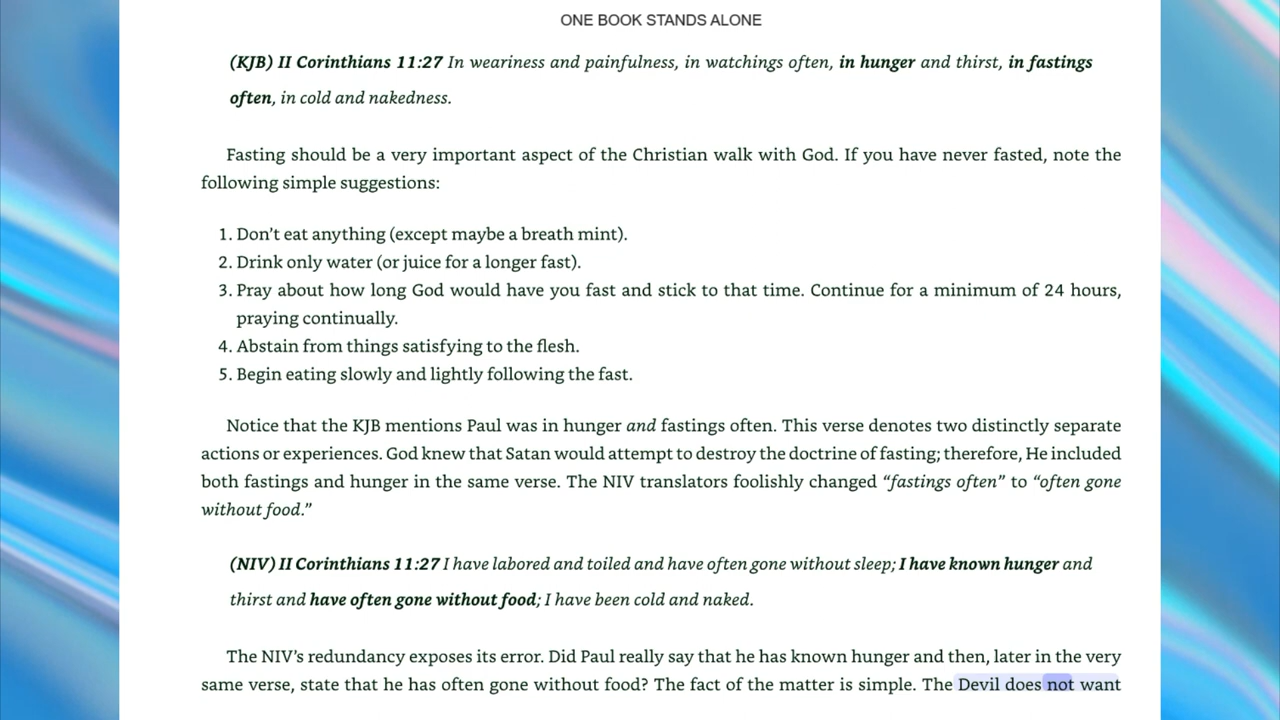 ONE BOOK STANDS ALONE
(KJB) II Corinthians 11:27 In weariness and painfulness, in watchings often, in hunger and thirst, in fastings
often, in cold and nakedness.
Fasting should be a very important aspect of the Christian walk with God. If you have never fasted, note the
following simple suggestions:
1. Don’t eat anything (except maybe a breath mint).
2. Drink only water (or juice for a longer fast).
3. Pray about how long God would have you fast and stick to that time. Continue for a minimum of 24 hours,
praying continually.
4. Abstain from things satisfying to the flesh.
5. Begin eating slowly and lightly following the fast.
Notice that the KJB mentions Paul was in hunger and fastings often. This verse denotes two distinctly separate
actions or experiences. God knew that Satan would attempt to destroy the doctrine of fasting; therefore, He included
both fastings and hunger in the same verse. The NIV translators foolishly changed “fastings often” to “often gone
without food.”
(NIV) II Corinthians 11:27 I have labored and toiled and have often gone without sleep; I have known hunger and
thirst and have often gone without food; I have been cold and naked.
The NIV’s redundancy exposes its error. Did Paul really say that he has known hunger and then, later in the very
same verse, state that he has often gone without food? The fact of the matter is simple. The Devil does not want